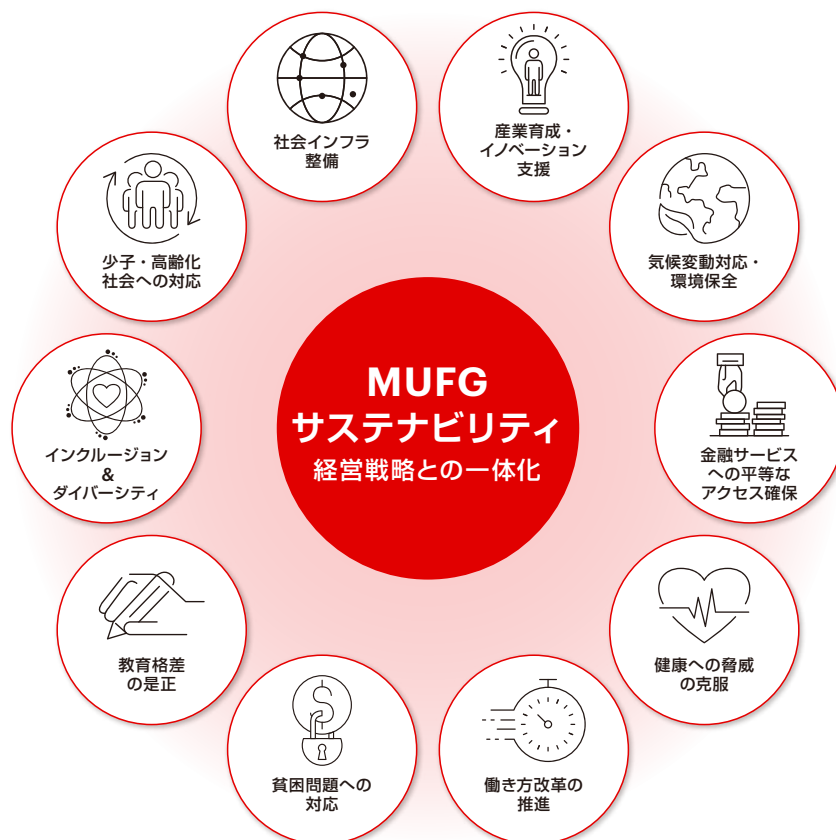 社会インフラ
整備
産業育成・
イノベーション
支援
少子・高齢化
社会への対応
気候変動対応・
環境保全
MUFG
サステナビリティ
経営戦略との一体化
インクルージョン
&
ダイバーシティ
金融サービス
への平等な
アクセス確保
教育格差
の是正
健康への脅威
の克服
$
貧困問題への
対応
働き方改革の
推進